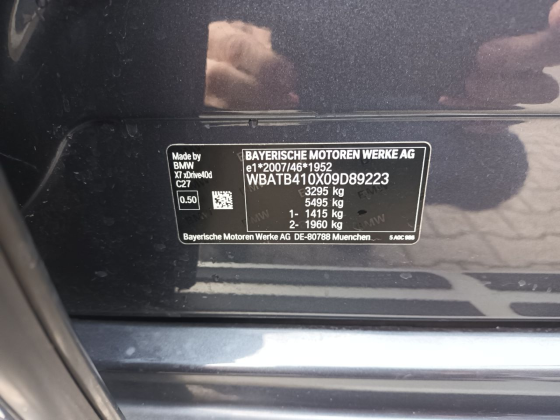 Made by
BMW
X7 xDrive40d
C27
0.50
BAYERISCHE MOTOREN WERKE AG
e1*2007/46*1952
WBATB410X09D89223
3295 kg
5495 kg
1- 1415 kg
2- 1960 kg
Bayerische Motoren Werke AG DE-80788 Muenchen